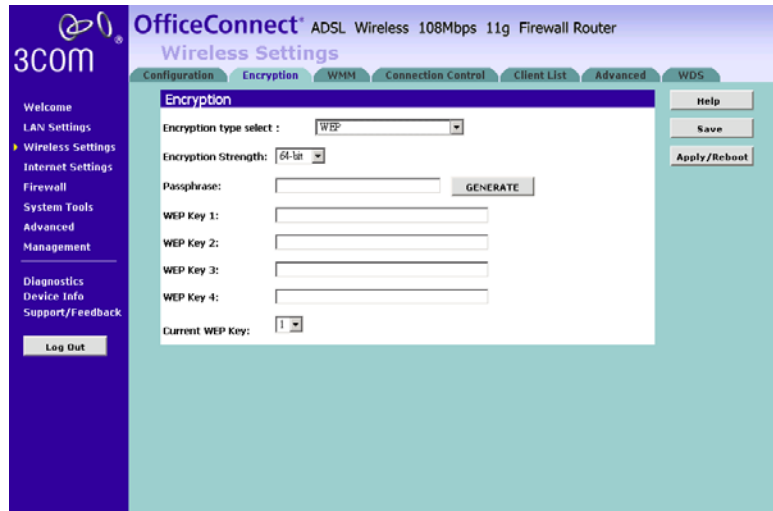 3COM
OfficeConnect® ADSL Wireless 108Mbps 11g Firewall Router
Wireless Settings
Configuration Encryption WMM Connection Control Client List Advanced WDS
Welcome
LAN Settings
Wireless Settings
Internet Settings
Firewall
System Tools
Advanced
Management
Diagnostics
Device Info
Support/Feedback
Log Out
Encryption
Encryption type select : WEP
Encryption Strength: 64-bit
Passphrase: GENERATE
WEP Key 1:
WEP Key 2:
WEP Key 3:
WEP Key 4:
Current WEP Key: 1
Help
Save
Apply/Reboot